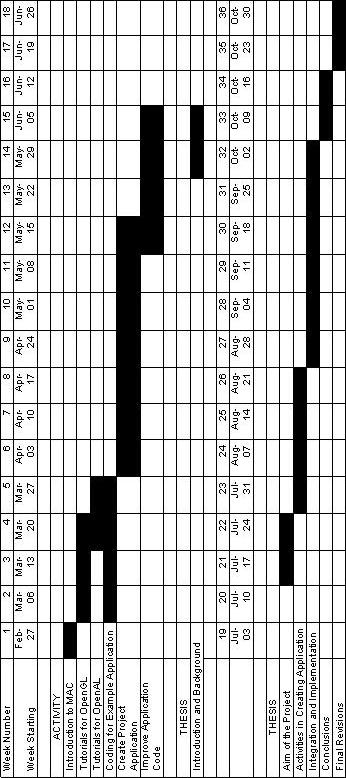 Week Number 1 2 3 4 5 6 7 8 9 10 11 12 13 14 15 16 17 18
Week Starting Feb-27 Mar-06 Mar-13 Mar-20 Mar-27 Apr-03 Apr-10 Apr-17 Apr-24 May-01 May-08 May-15 May-22 May-29 Jun-05 Jun-12 Jun-19 Jun-26
ACTIVITY
Introduction to MAC
Tutorials for OpenGL
Tutorials for OpenAL
Coding for Example Application
Create Project
Application
Improve Application
Code
THESIS
Introduction and Background
19 20 21 22 23 24 25 26 27 28 29 30 31 32 33 34 35 36
Jul-03 Jul-10 Jul-17 Jul-24 Jul-31 Aug-07 Aug-14 Aug-21 Aug-28 Sep-04 Sep-11 Sep-18 Sep-25 Oct-02 Oct-09 Oct-16 Oct-23 Oct-30
THESIS
Aim of the Project
Activities in Creating Application
Integration and Implementation
Conclusions
Final Revisions